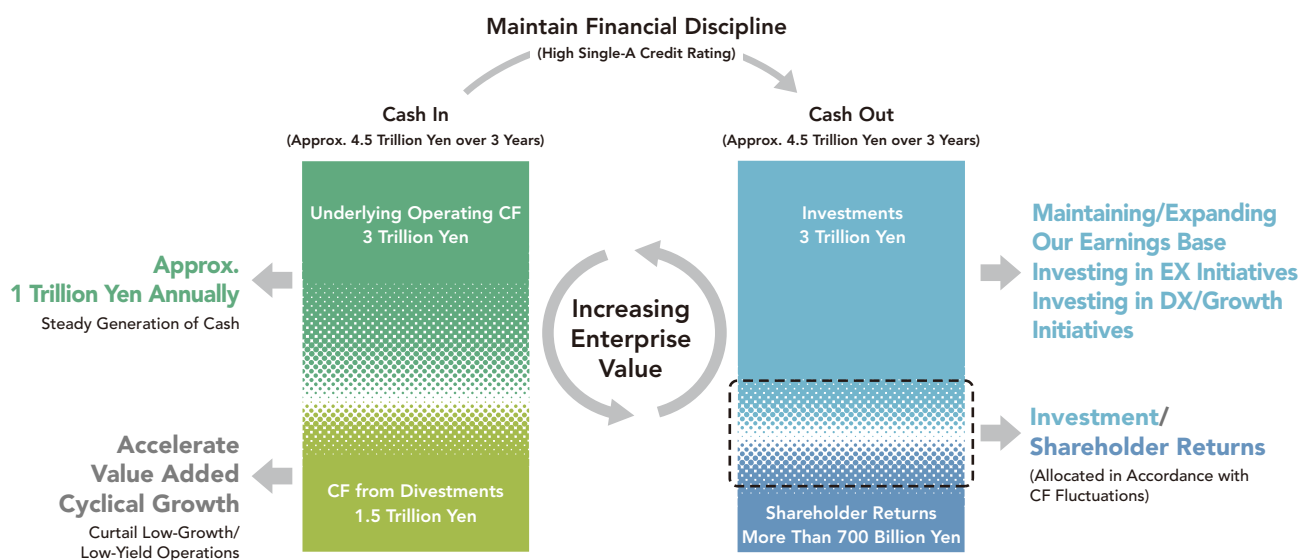 Maintain Financial Discipline
(High Single-A Credit Rating)
Cash In
(Approx. 4.5 Trillion Yen over 3 Years)
Cash Out
(Approx. 4.5 Trillion Yen over 3 Years)
Underlying Operating CF
3 Trillion Yen
Approx.
1 Trillion Yen Annually
Steady Generation of Cash
Accelerate
Value Added
Cyclical Growth
Curtail Low-Growth/
Low-Yield Operations
CF from Divestments
1.5 Trillion Yen
Increasing
Enterprise
Value
Investments
3 Trillion Yen
Shareholder Returns
More Than 700 Billion Yen
Maintaining/Expanding
Our Earnings Base
Investing in EX Initiatives
Investing in DX/Growth
Initiatives
Investment/
Shareholder Returns
(Allocated in Accordance with
CF Fluctuations)